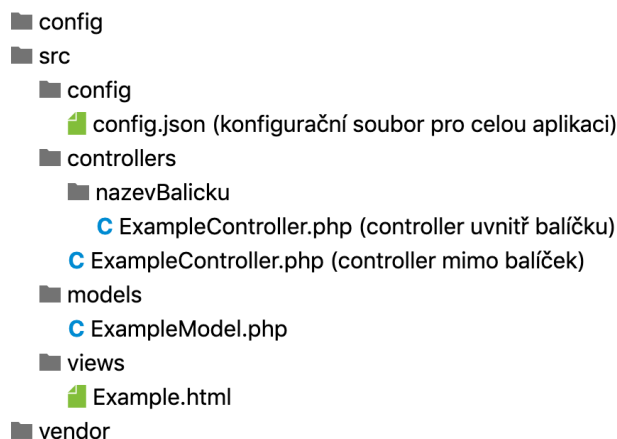 config
src
config
config.json (konfigurační soubor pro celou aplikaci)
controllers
nazevBalicku
C ExampleController.php (controller uvnitř balíčku)
C ExampleController.php (controller mimo balíček)
models
C ExampleModel.php
views
Example.html
vendor